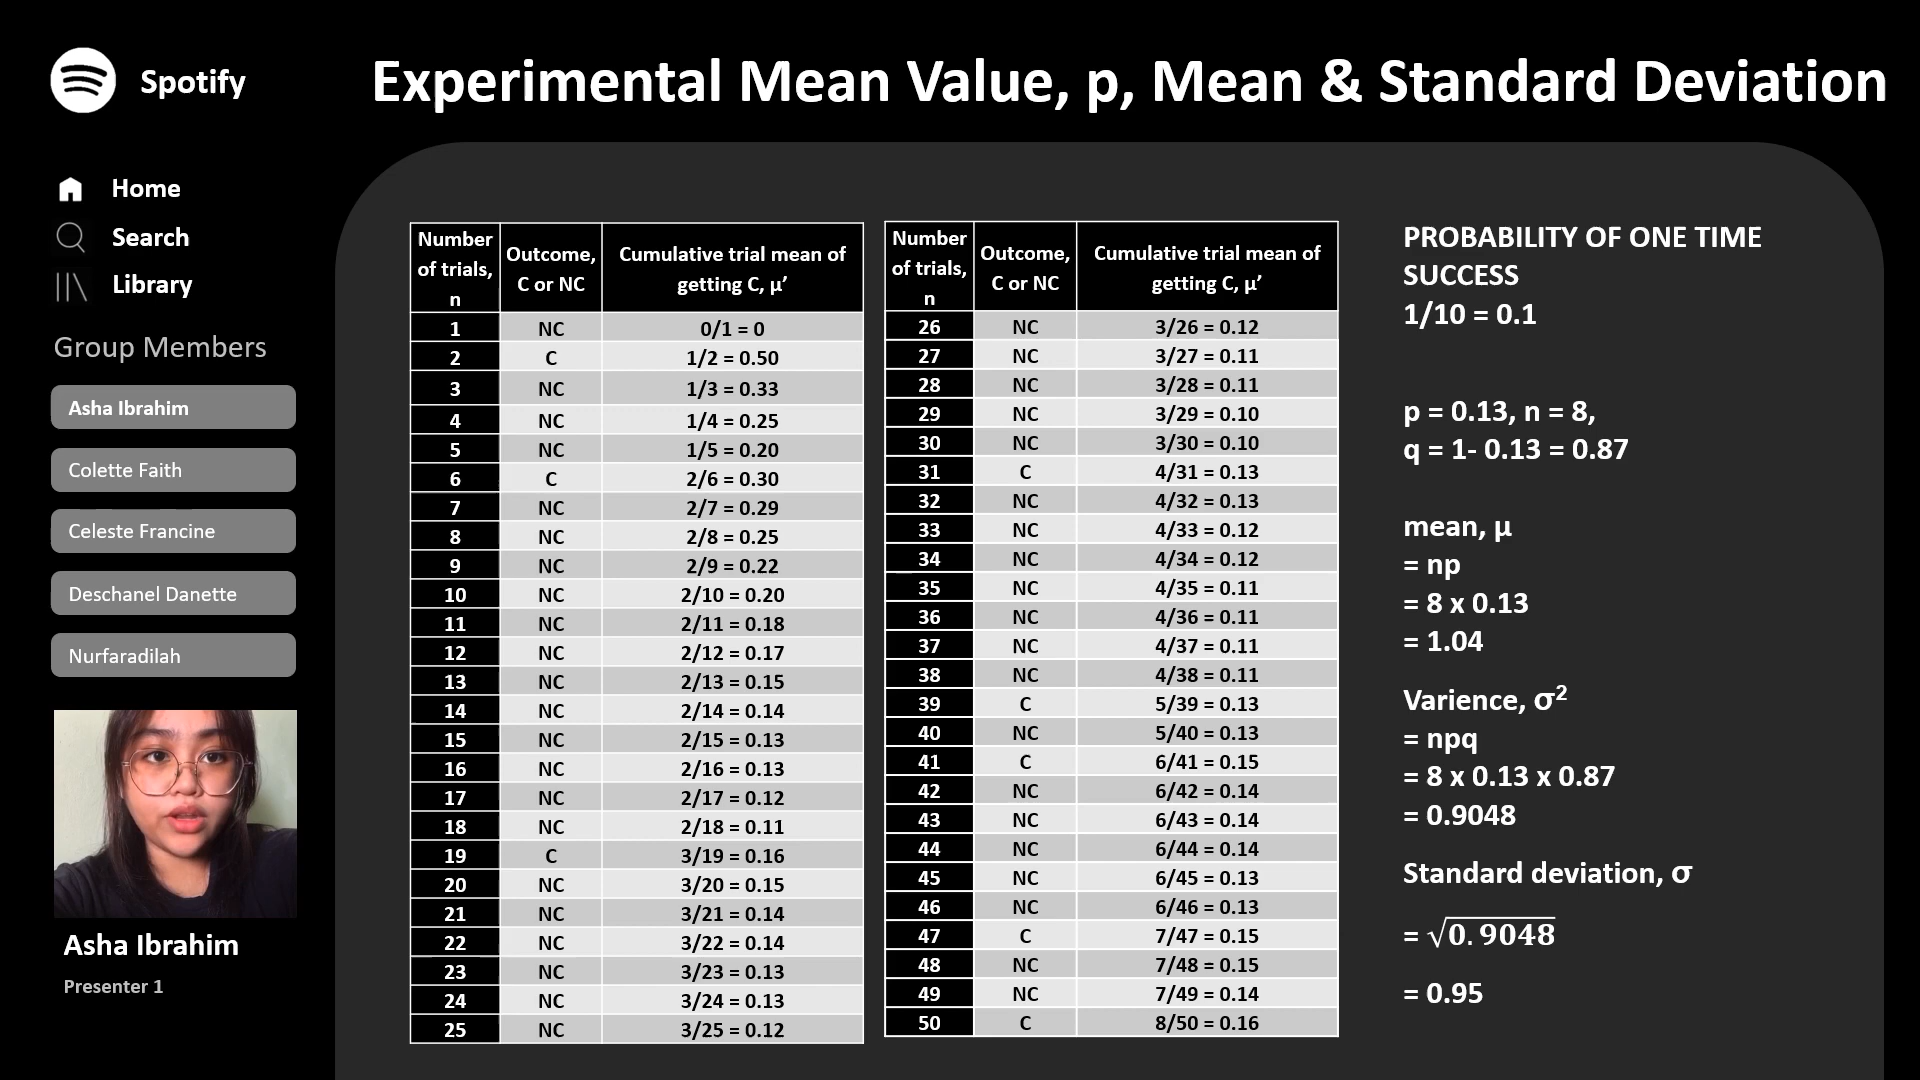 Spotify
Experimental Mean Value, p, Mean & Standard Deviation
Home
Search
Library
Group Members
Asha Ibrahim
Colette Faith
Celeste Francine
Deschanel Danette
Nurfaradilah
Asha Ibrahim
Presenter 1
Number of trials, n Outcome, C or NC Cumulative trial mean of getting C, μ’
1 NC 0/1 = 0
2 C 1/2 = 0.50
3 NC 1/3 = 0.33
4 NC 1/4 = 0.25
5 NC 1/5 = 0.20
6 C 2/6 = 0.30
7 NC 2/7 = 0.29
8 NC 2/8 = 0.25
9 NC 2/9 = 0.22
10 NC 2/10 = 0.20
11 NC 2/11 = 0.18
12 NC 2/12 = 0.17
13 NC 2/13 = 0.15
14 NC 2/14 = 0.14
15 NC 2/15 = 0.13
16 NC 2/16 = 0.13
17 NC 2/17 = 0.12
18 NC 2/18 = 0.11
19 C 3/19 = 0.16
20 NC 3/20 = 0.15
21 NC 3/21 = 0.14
22 NC 3/22 = 0.14
23 NC 3/23 = 0.13
24 NC 3/24 = 0.13
25 NC 3/25 = 0.12
Number of trials, n Outcome, C or NC Cumulative trial mean of getting C, μ’
26 NC 3/26 = 0.12
27 NC 3/27 = 0.11
28 NC 3/28 = 0.11
29 NC 3/29 = 0.10
30 NC 3/30 = 0.10
31 C 4/31 = 0.13
32 NC 4/32 = 0.13
33 NC 4/33 = 0.12
34 NC 4/34 = 0.12
35 NC 4/35 = 0.11
36 NC 4/36 = 0.11
37 NC 4/37 = 0.11
38 NC 4/38 = 0.11
39 C 5/39 = 0.13
40 NC 5/40 = 0.13
41 C 6/41 = 0.15
42 NC 6/42 = 0.14
43 NC 6/43 = 0.14
44 NC 6/44 = 0.14
45 NC 6/45 = 0.13
46 NC 6/46 = 0.13
47 C 7/47 = 0.15
48 NC 7/48 = 0.15
49 NC 7/49 = 0.14
50 C 8/50 = 0.16
PROBABILITY OF ONE TIME
SUCCESS
1/10 = 0.1
p = 0.13, n = 8,
q = 1- 0.13 = 0.87
mean, μ
= np
= 8 x 0.13
= 1.04
Varience, σ²
= npq
= 8 x 0.13 x 0.87
= 0.9048
Standard deviation, σ
= √0.9048
= 0.95